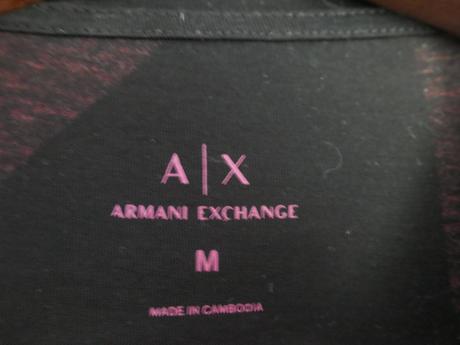 A|X
ARMANI EXCHANGE
M
MADE IN CAMBODIA